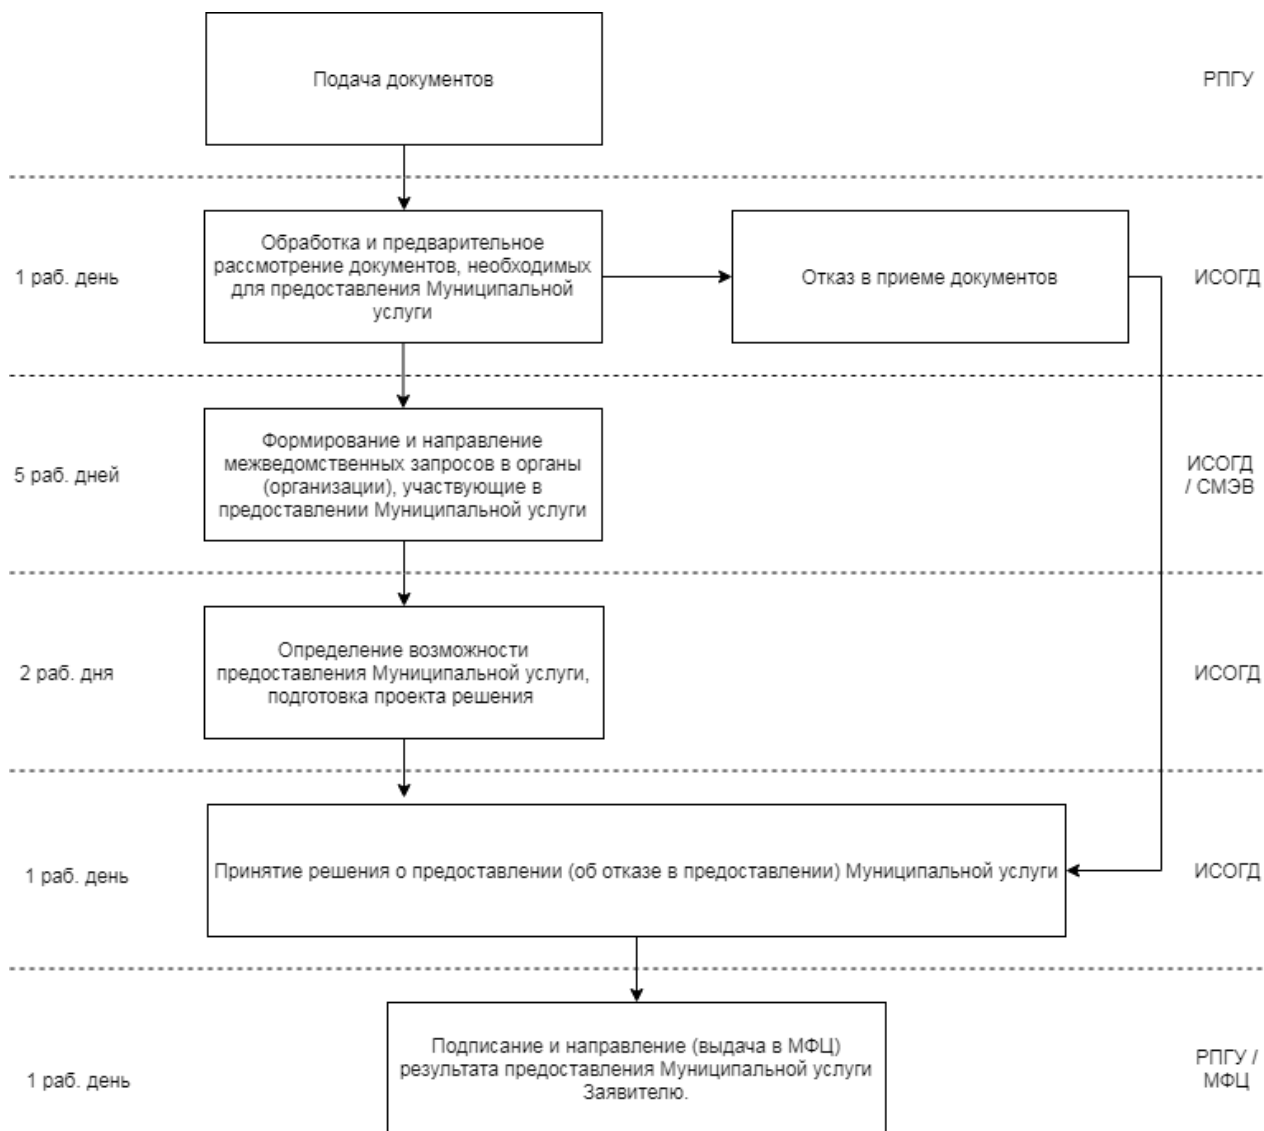 Подача документов
РПГУ
1 раб. день
Обработка и предварительное
рассмотрение документов, необходимых
для предоставления Муниципальной
услуги
Отказ в приеме документов
ИСОГД
5 раб. дней
Формирование и направление
межведомственных запросов в органы
(организации), участвующие в
предоставлении Муниципальной услуги
ИСОГД
/ СМЭВ
2 раб. дня
Определение возможности
предоставления Муниципальной услуги,
подготовка проекта решения
ИСОГД
1 раб. день
Принятие решения о предоставлении (об отказе в предоставлении) Муниципальной услуги
ИСОГД
1 раб. день
Подписание и направление (выдача в МФЦ)
результата предоставления Муниципальной услуги
Заявителю.
РПГУ /
МФЦ